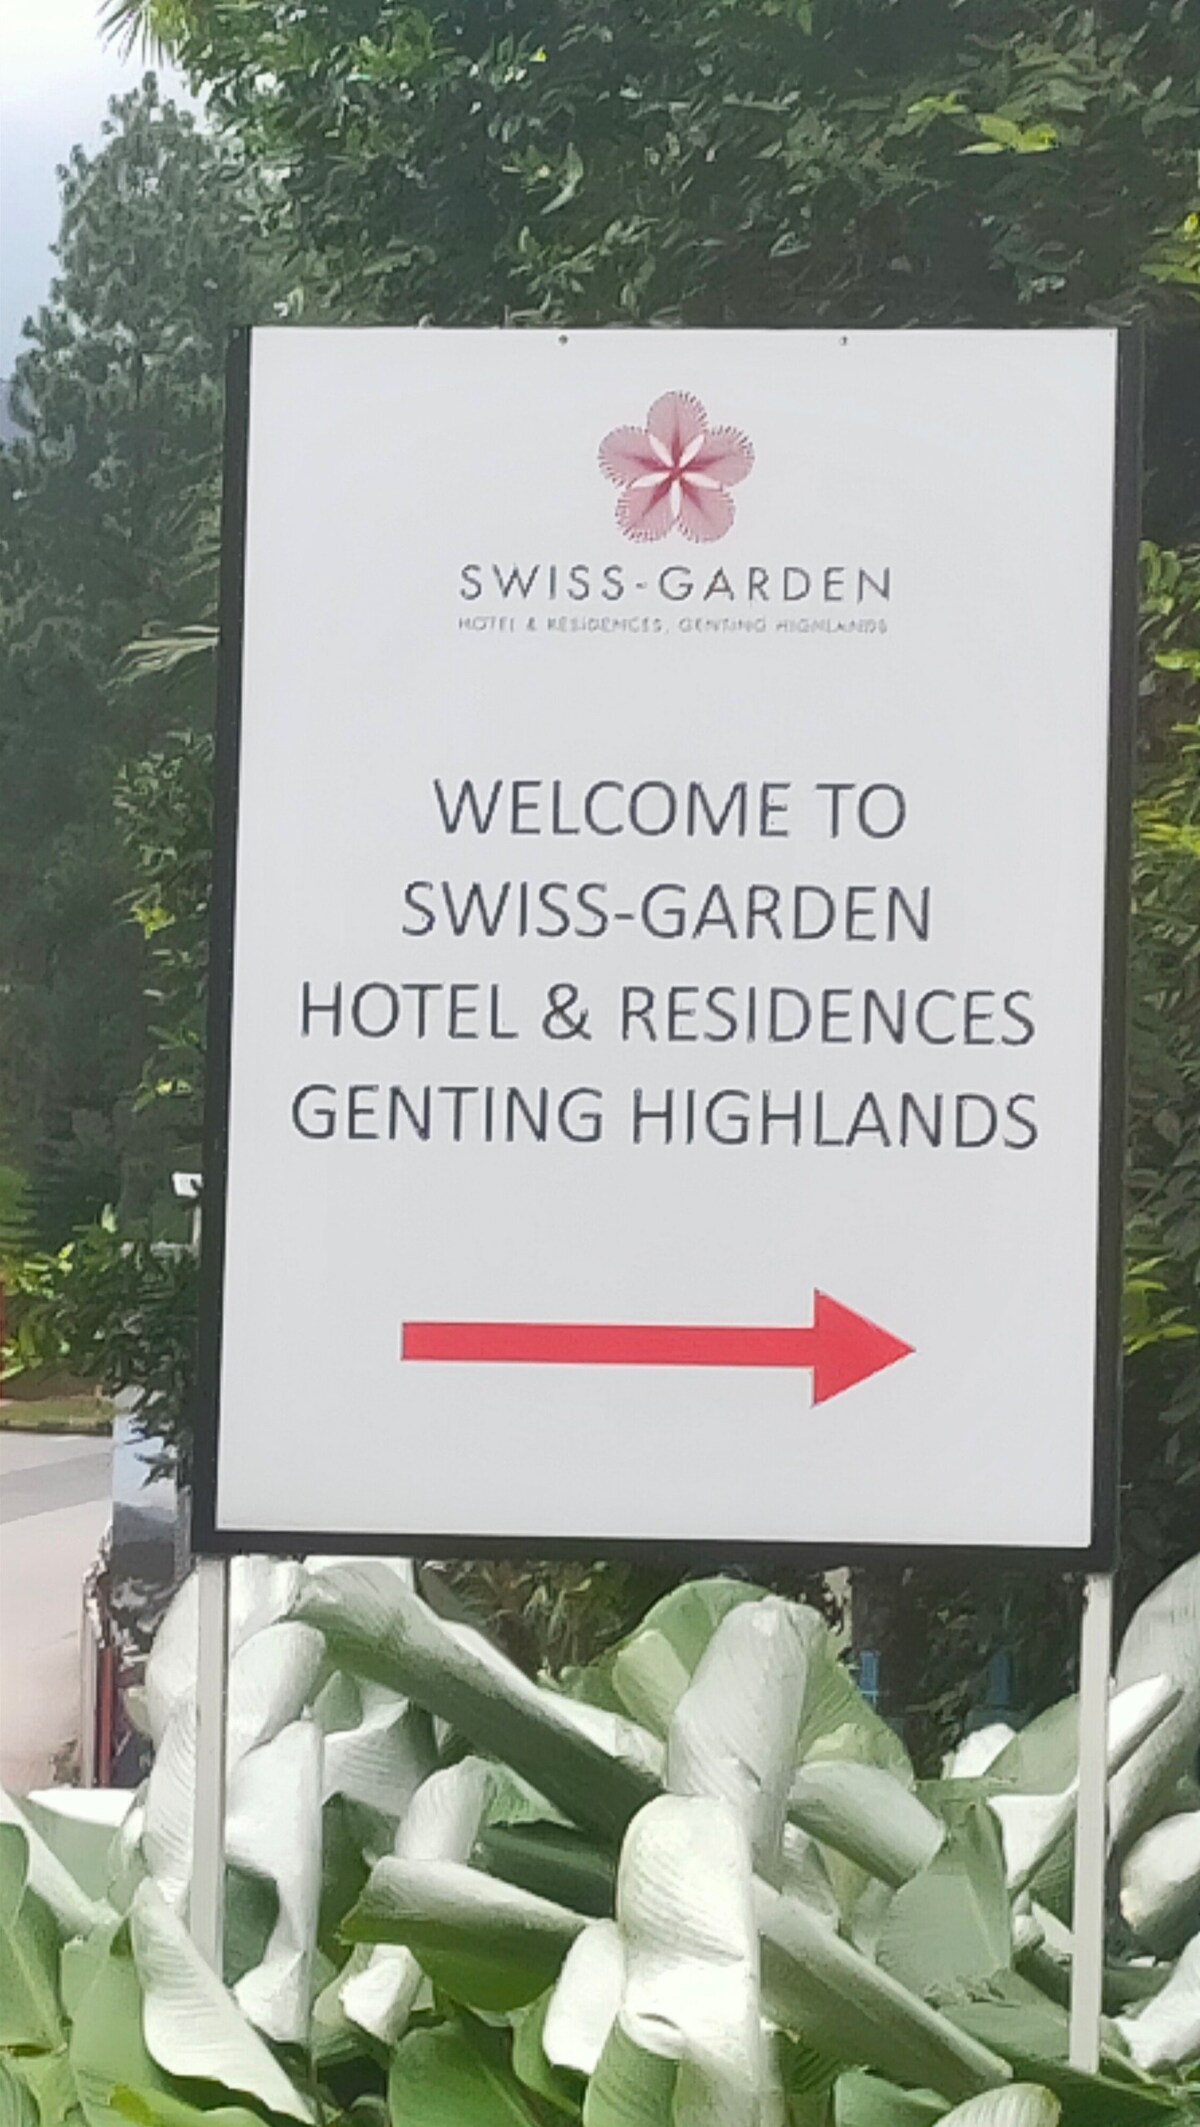 SWISS-GARDEN
HOTEL & RESIDENCES, GENTING HIGHLANDS
WELCOME TO
SWISS-GARDEN
HOTEL & RESIDENCES
GENTING HIGHLANDS